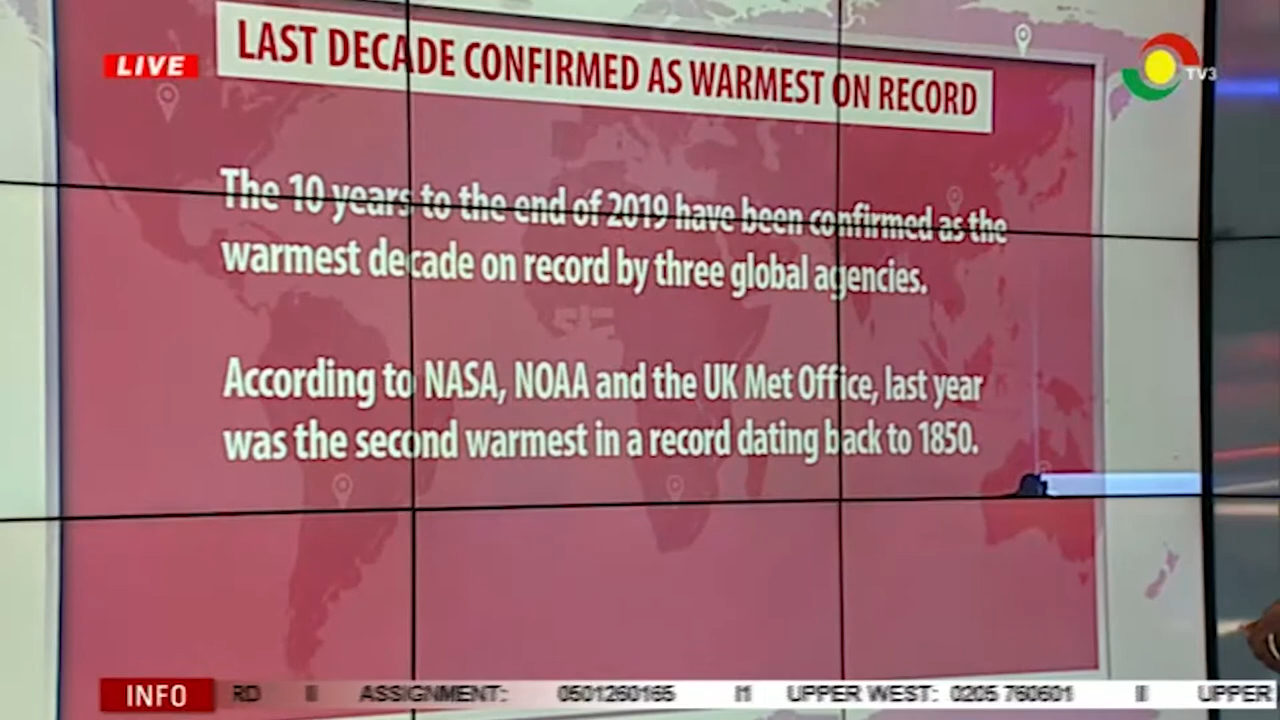 LAST DECADE CONFIRMED AS WARMEST ON RECORD
LIVE
TV3
The 10 years to the end of 2019 have been confirmed as the
warmest decade on record by three global agencies.
According to NASA, NOAA and the UK Met Office, last year
was the second warmest in a record dating back to 1850.
INFO RD ASSIGNMENT: 0501260165 UPPER WEST: 0205 760601 UPPER